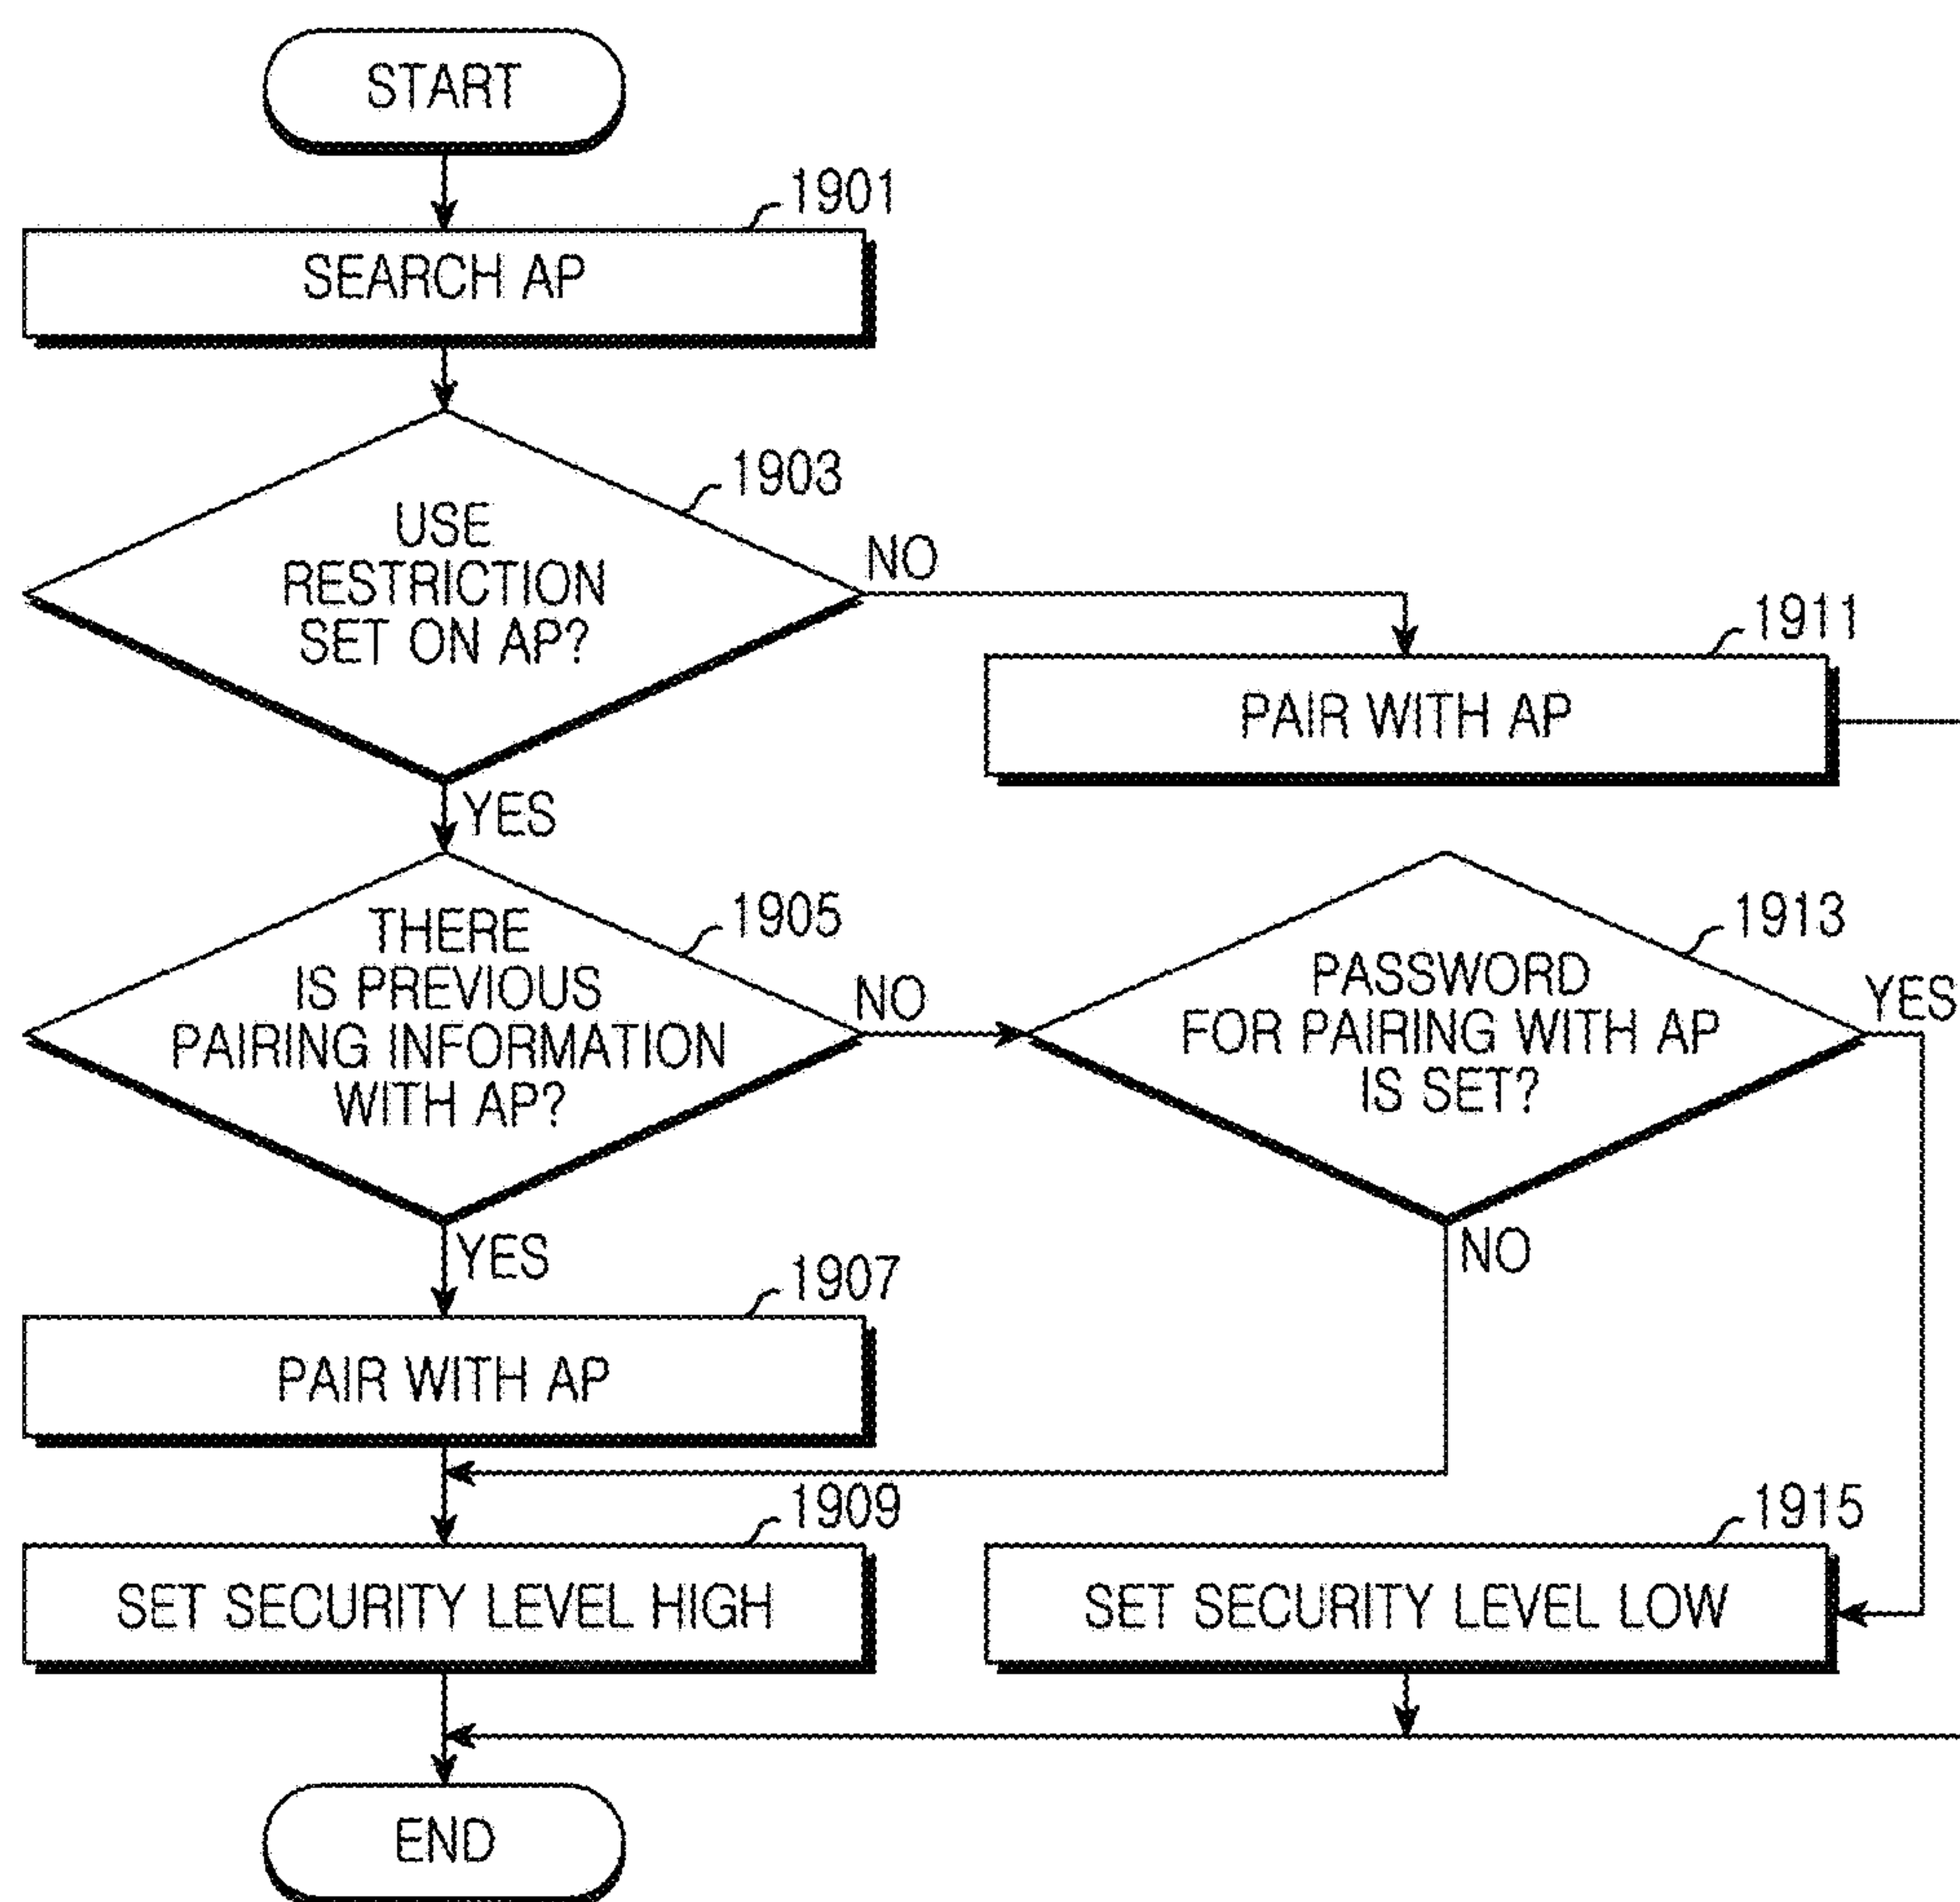 START
1901
SEARCH AP
1903
USE
RESTRICTION
SET ON AP?
NO
1911
PAIR WITH AP
YES
1905
THERE
IS PREVIOUS
PAIRING INFORMATION
WITH AP?
NO
1913
PASSWORD
FOR PAIRING WITH AP
IS SET?
YES
NO
YES
1907
PAIR WITH AP
1909
SET SECURITY LEVEL HIGH
1915
SET SECURITY LEVEL LOW
END